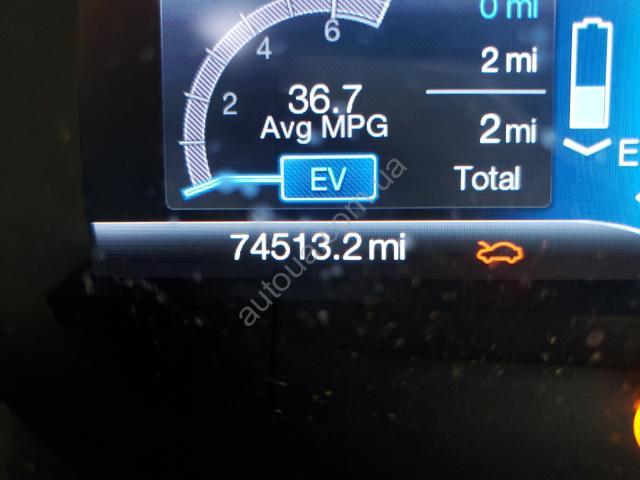 0 mi
6
4
2 mi
2
36.7
Avg MPG
2 mi
EV
Total
E
74513.2 mi
autoua.com.ua